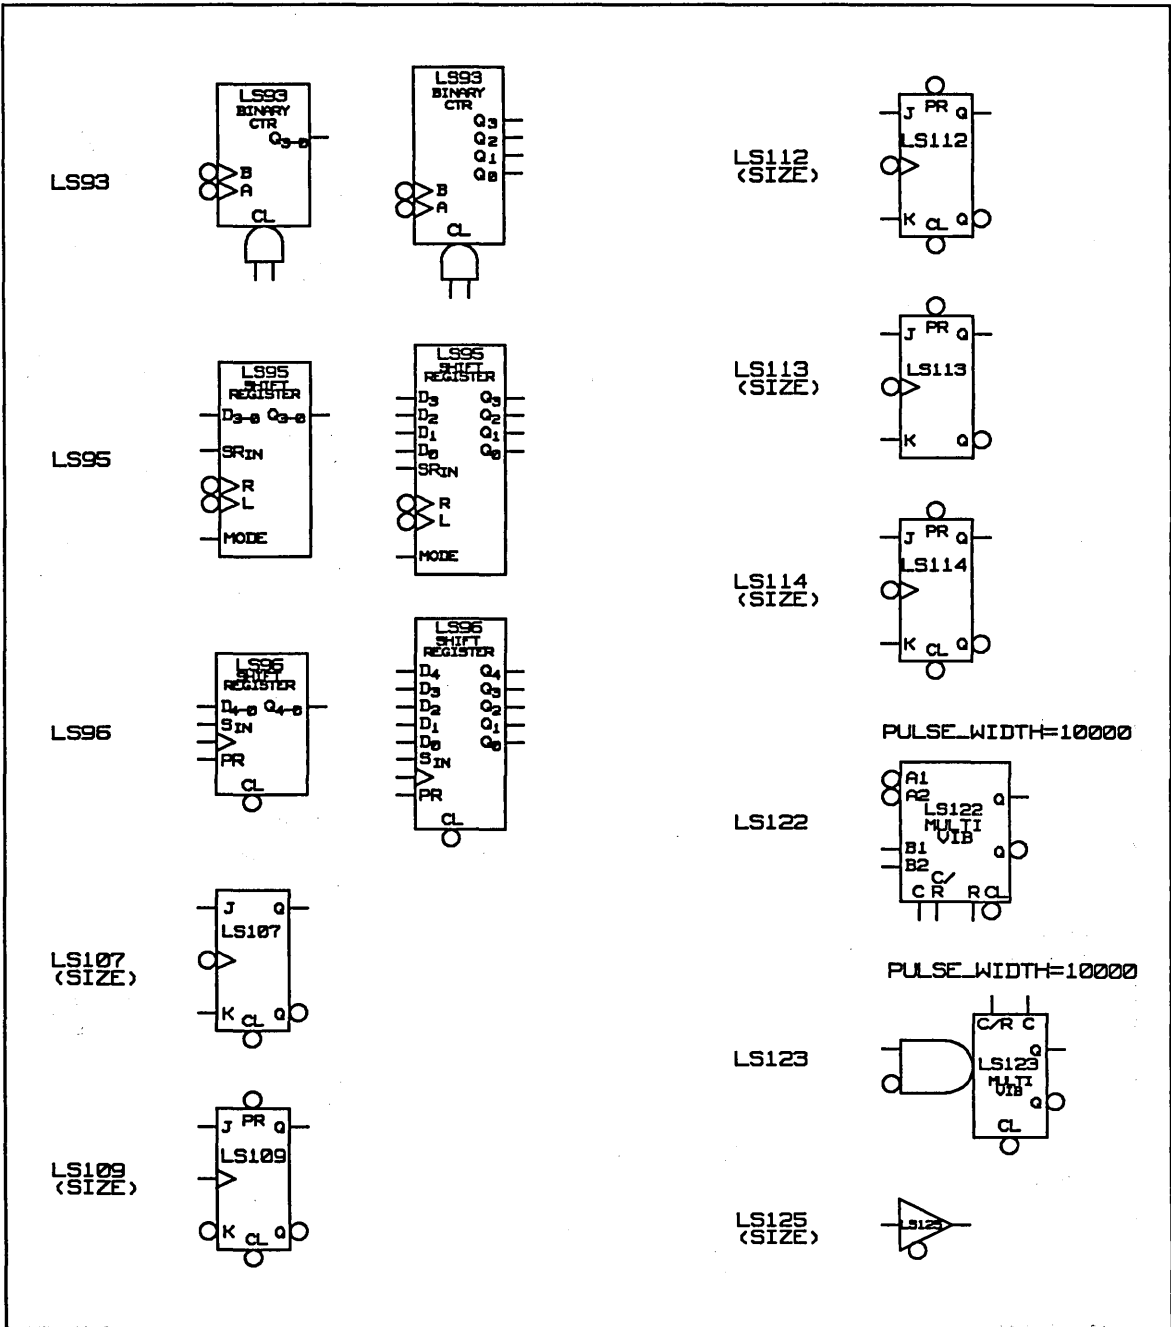 LS93
LS93
BINARY
CTR
Q3-0
B
A
CL
LS93
BINARY
CTR
Q3
Q2
Q1
Q0
B
A
CL
LS95
LS95
SHIFT
REGISTER
D3-0 Q3-0
SRIN
R
L
MODE
LS95
SHIFT
REGISTER
D3 Q3
D2 Q2
D1 Q1
D0 Q0
SRIN
R
L
MODE
LS96
LS96
SHIFT
REGISTER
D4-0 Q4-0
SIN
PR
CL
LS96
SHIFT
REGISTER
D4 Q4
D3 Q3
D2 Q2
D1 Q1
D0 Q0
SIN
PR
CL
LS107
(SIZE)
J Q
LS107
K CL Q
LS109
(SIZE)
J PR Q
LS109
K CL Q
LS112
(SIZE)
J PR Q
LS112
K CL Q
LS113
(SIZE)
J PR Q
LS113
K Q
LS114
(SIZE)
J PR Q
LS114
K CL Q
PULSE_WIDTH=10000
LS122
A1
A2 Q
LS122
MULTI
VIB
B1 Q
B2
C/
C R R CL
PULSE_WIDTH=10000
LS123
C/R C
Q
LS123
MULTI
VIB
Q
CL
LS125
(SIZE)
LS125